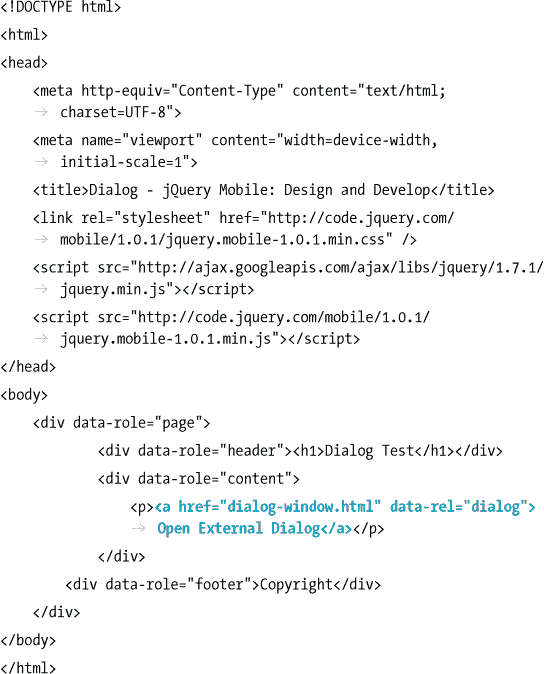 <!DOCTYPE html>
<html>
<head>
<meta http-equiv="Content-Type" content="text/html;
→ charset=UTF-8">
<meta name="viewport" content="width=device-width,
→ initial-scale=1">
<title>Dialog - jQuery Mobile: Design and Develop</title>
<link rel="stylesheet" href="http://code.jquery.com/
→ mobile/1.0.1/jquery.mobile-1.0.1.min.css" />
<script src="http://ajax.googleapis.com/ajax/libs/jquery/1.7.1/
→ jquery.min.js"></script>
<script src="http://code.jquery.com/mobile/1.0.1/
→ jquery.mobile-1.0.1.min.js"></script>
</head>
<body>
<div data-role="page">
<div data-role="header"><h1>Dialog Test</h1></div>
<div data-role="content">
<p><a href="dialog-window.html" data-rel="dialog">
→ Open External Dialog</a></p>
</div>
<div data-role="footer">Copyright</div>
</div>
</body>
</html>